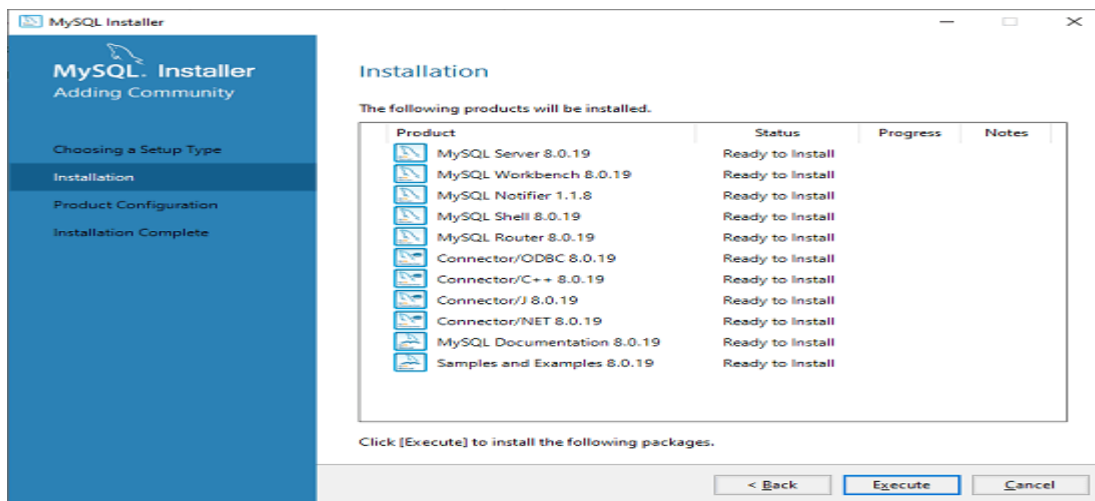 MySQL Installer
MySQL. Installer
Adding Community
Choosing a Setup Type
Installation
Product Configuration
Installation Complete
Installation
The following products will be installed.
Product Status Progress Notes
MySQL Server 8.0.19 Ready to Install
MySQL Workbench 8.0.19 Ready to Install
MySQL Notifier 1.1.8 Ready to Install
MySQL Shell 8.0.19 Ready to Install
MySQL Router 8.0.19 Ready to Install
Connector/ODBC 8.0.19 Ready to Install
Connector/C++ 8.0.19 Ready to Install
Connector/J 8.0.19 Ready to Install
Connector/NET 8.0.19 Ready to Install
MySQL Documentation 8.0.19 Ready to Install
Samples and Examples 8.0.19 Ready to Install
Click [Execute] to install the following packages.
< Back Execute Cancel